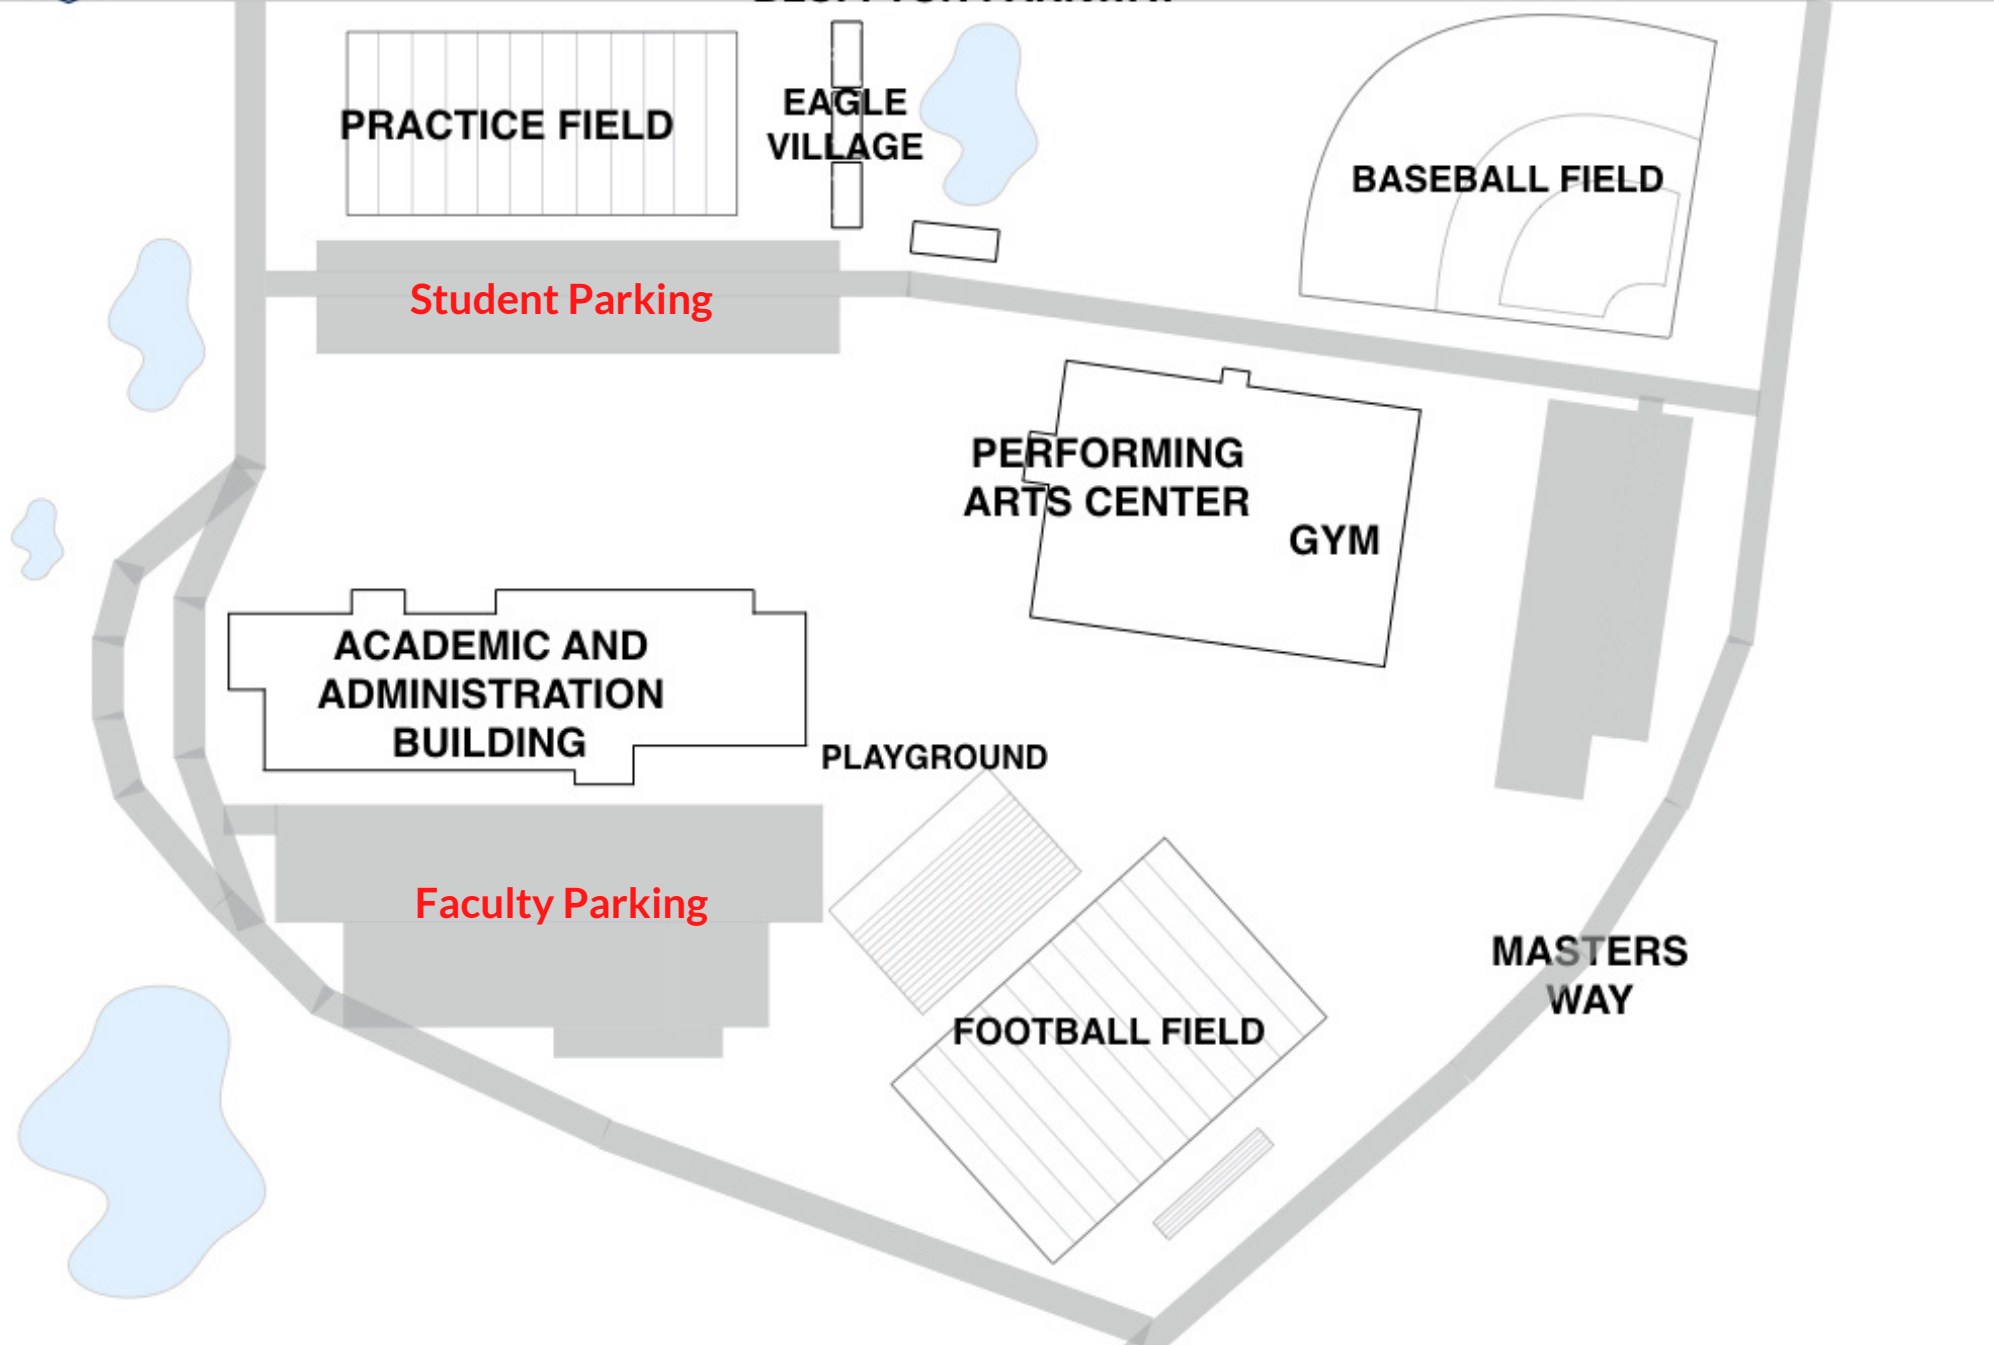 PRACTICE FIELD
EAGLE
VILLAGE
BASEBALL FIELD
Student Parking
PERFORMING
ARTS CENTER
GYM
ACADEMIC AND
ADMINISTRATION
BUILDING
PLAYGROUND
Faculty Parking
MASTERS
WAY
FOOTBALL FIELD